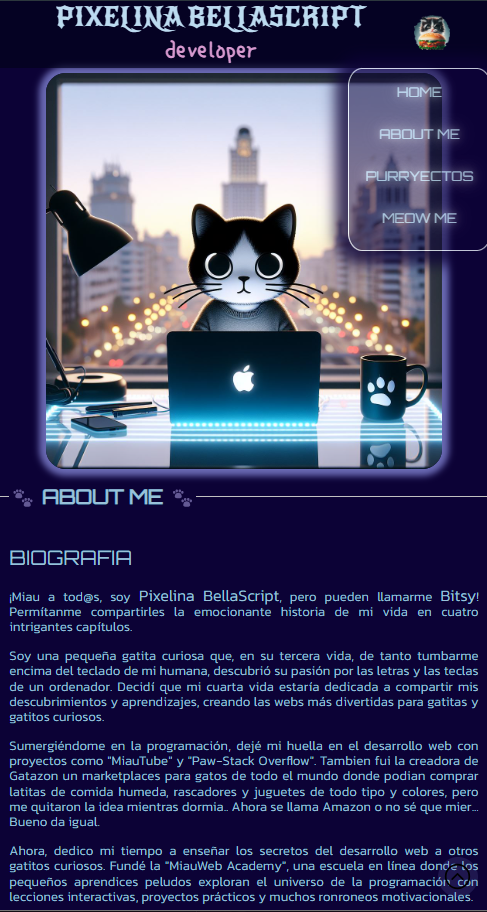 PIXELINA BELLASCRIPT
developer
HOME
ABOUT ME
PURRYECTOS
MEOW ME
ABOUT ME
BIOGRAFIA
¡Miau a tod@s, soy Pixelina BellaScript, pero pueden llamarme Bitsy!
Permítanme compartirles la emocionante historia de mi vida en cuatro
intrigantes capítulos.
Soy una pequeña gatita curiosa que, en su tercera vida, de tanto tumbarme
encima del teclado de mi humana, descubrió su pasión por las letras y las teclas
de un ordenador. Decidí que mi cuarta vida estaría dedicada a compartir mis
descubrimientos y aprendizajes, creando las webs más divertidas para gatitas y
gatitos curiosos.
Sumergiéndome en la programación, dejé mi huella en el desarrollo web con
proyectos como "MiauTube" y "Paw-Stack Overflow". Tambien fui la creadora de
Gatazon un marketplaces para gatos de todo el mundo donde podian comprar
latitas de comida humeda, rascadores y juguetes de todo tipo y colores, pero
me quitaron la idea mientras dormia.. Ahora se llama Amazon o no sé que mier...
Bueno da igual.
Ahora, dedico mi tiempo a enseñar los secretos del desarrollo web a otros
gatitos curiosos. Fundé la "MiauWeb Academy", una escuela en línea donde los
pequeños aprendices peludos exploran el universo de la programación con
lecciones interactivas, proyectos prácticos y muchos ronroneos motivacionales.